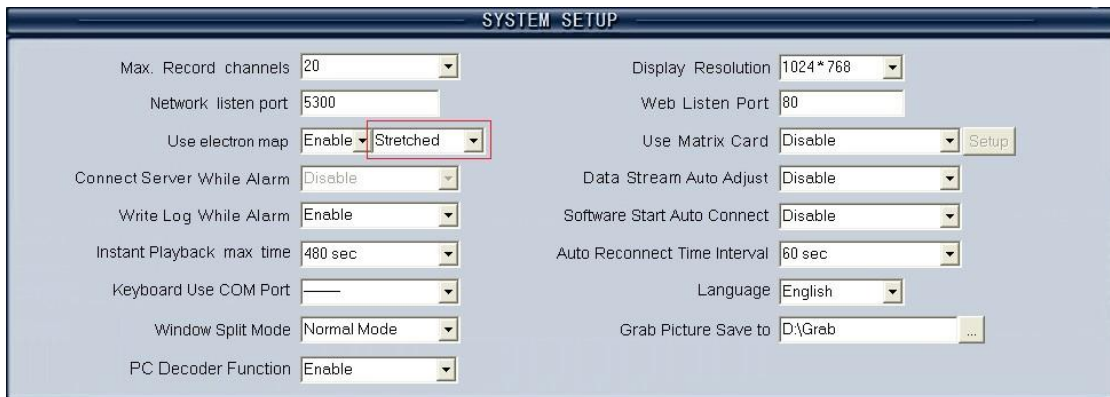 SYSTEM SETUP
Max. Record channels 20 Display Resolution 1024*768
Network listen port 5300 Web Listen Port 80
Use electron map Enable Stretched Use Matrix Card Disable Setup
Connect Server While Alarm Disable Data Stream Auto Adjust Disable
Write Log While Alarm Enable Software Start Auto Connect Disable
Instant Playback max time 480 sec Auto Reconnect Time Interval 60 sec
Keyboard Use COM Port —— Language English
Window Split Mode Normal Mode Grab Picture Save to D:\Grab ...
PC Decoder Function Enable